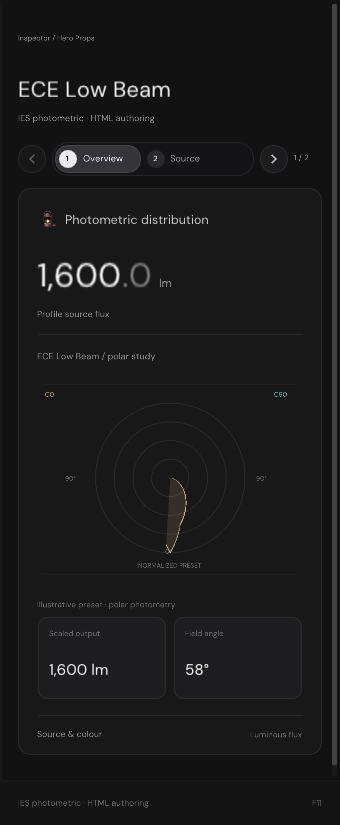 Inspector / Hero Props
ECE Low Beam
IES photometric · HTML authoring
1 Overview 2 Source 1 / 2
Photometric distribution
1,600.0 lm
Profile source flux
ECE Low Beam / polar study
C0 C90
90° 90°
NORMALIZED PRESET
Illustrative preset · polar photometry
Scaled output Field angle
1,600 lm 58°
Source & colour Luminous flux
IES photometric · HTML authoring F11